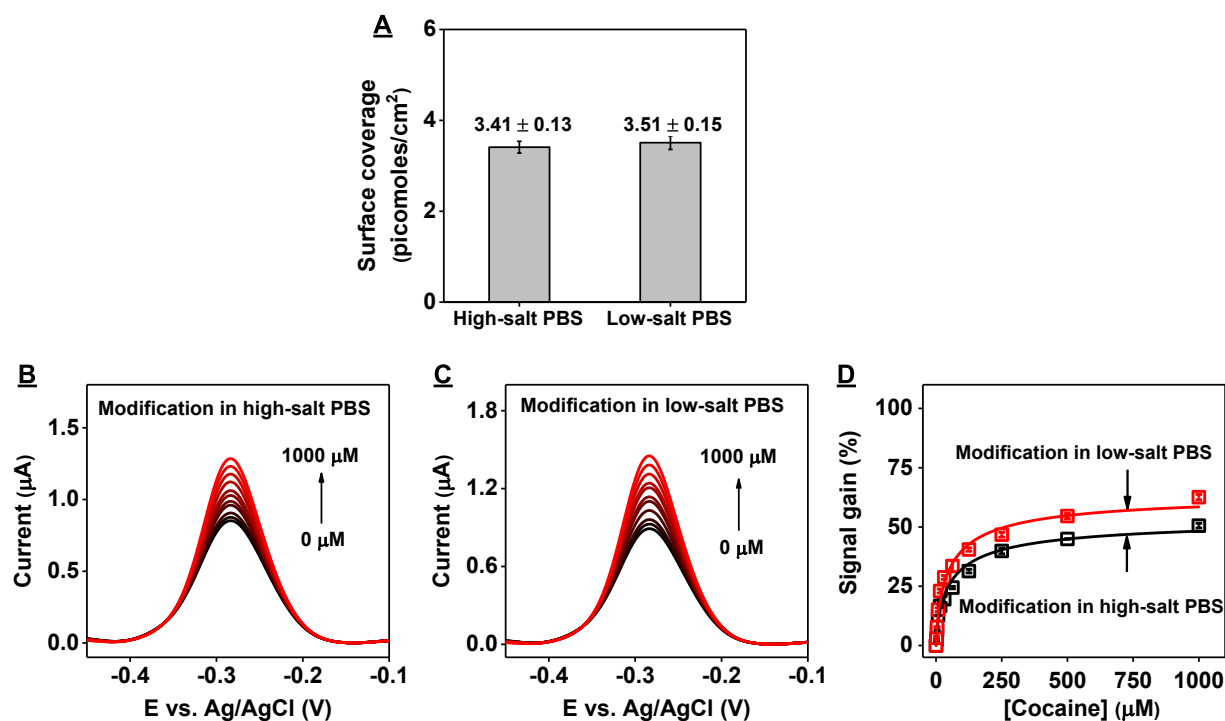 A
Surface coverage
(picomoles/cm²)
6
4
2
0
3.41 ± 0.13
3.51 ± 0.15
High-salt PBS
Low-salt PBS
B
Modification in high-salt PBS
1000 μM
0 μM
Current (μA)
1.5
1.0
0.5
0.0
-0.4
-0.3
-0.2
-0.1
E vs. Ag/AgCl (V)
C
Modification in low-salt PBS
1000 μM
0 μM
Current (μA)
1.8
1.2
0.6
0.0
-0.4
-0.3
-0.2
-0.1
E vs. Ag/AgCl (V)
D
Signal gain (%)
100
75
50
25
0
Modification in low-salt PBS
Modification in high-salt PBS
0
250
500
750
1000
[Cocaine] (μM)